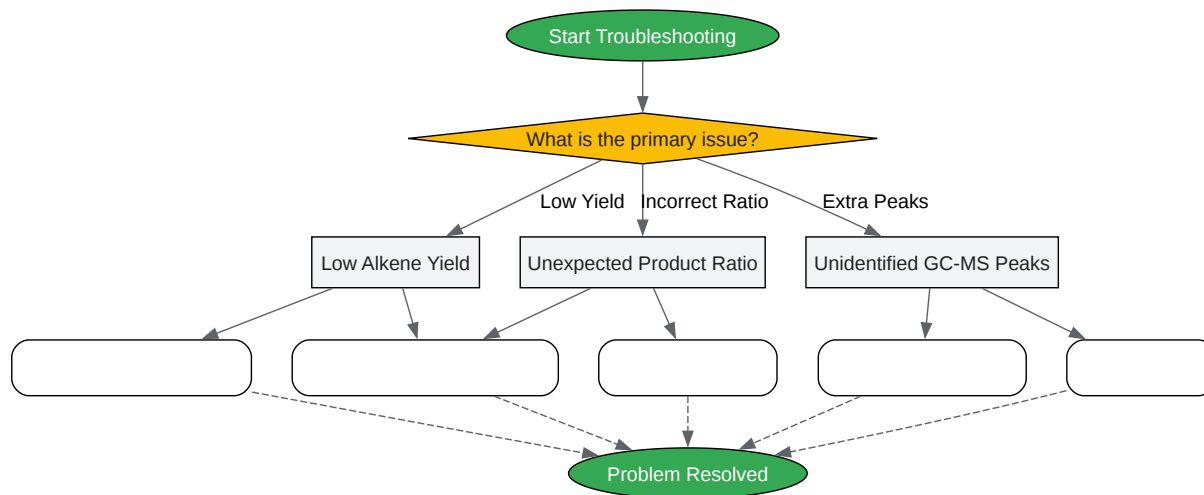 Start Troubleshooting
What is the primary issue?
Low Yield
Incorrect Ratio
Extra Peaks
Low Alkene Yield
Unexpected Product Ratio
Unidentified GC-MS Peaks
Problem Resolved